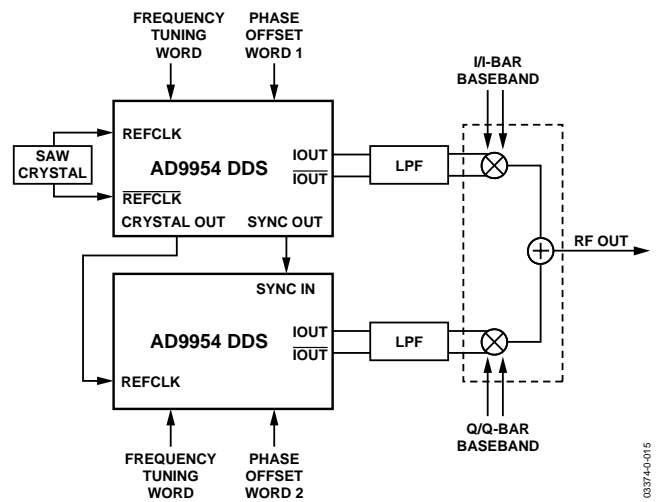 FREQUENCY
TUNING
WORD
PHASE
OFFSET
WORD 1
I/I-BAR
BASEBAND
REFCLK
SAW
CRYSTAL
AD9954 DDS
IOUT
IOUT
LPF
REFCLK
CRYSTAL OUT
SYNC OUT
RF OUT
SYNC IN
AD9954 DDS
IOUT
IOUT
LPF
REFCLK
Q/Q-BAR
BASEBAND
FREQUENCY
TUNING
WORD
PHASE
OFFSET
WORD 2
03374-0-015